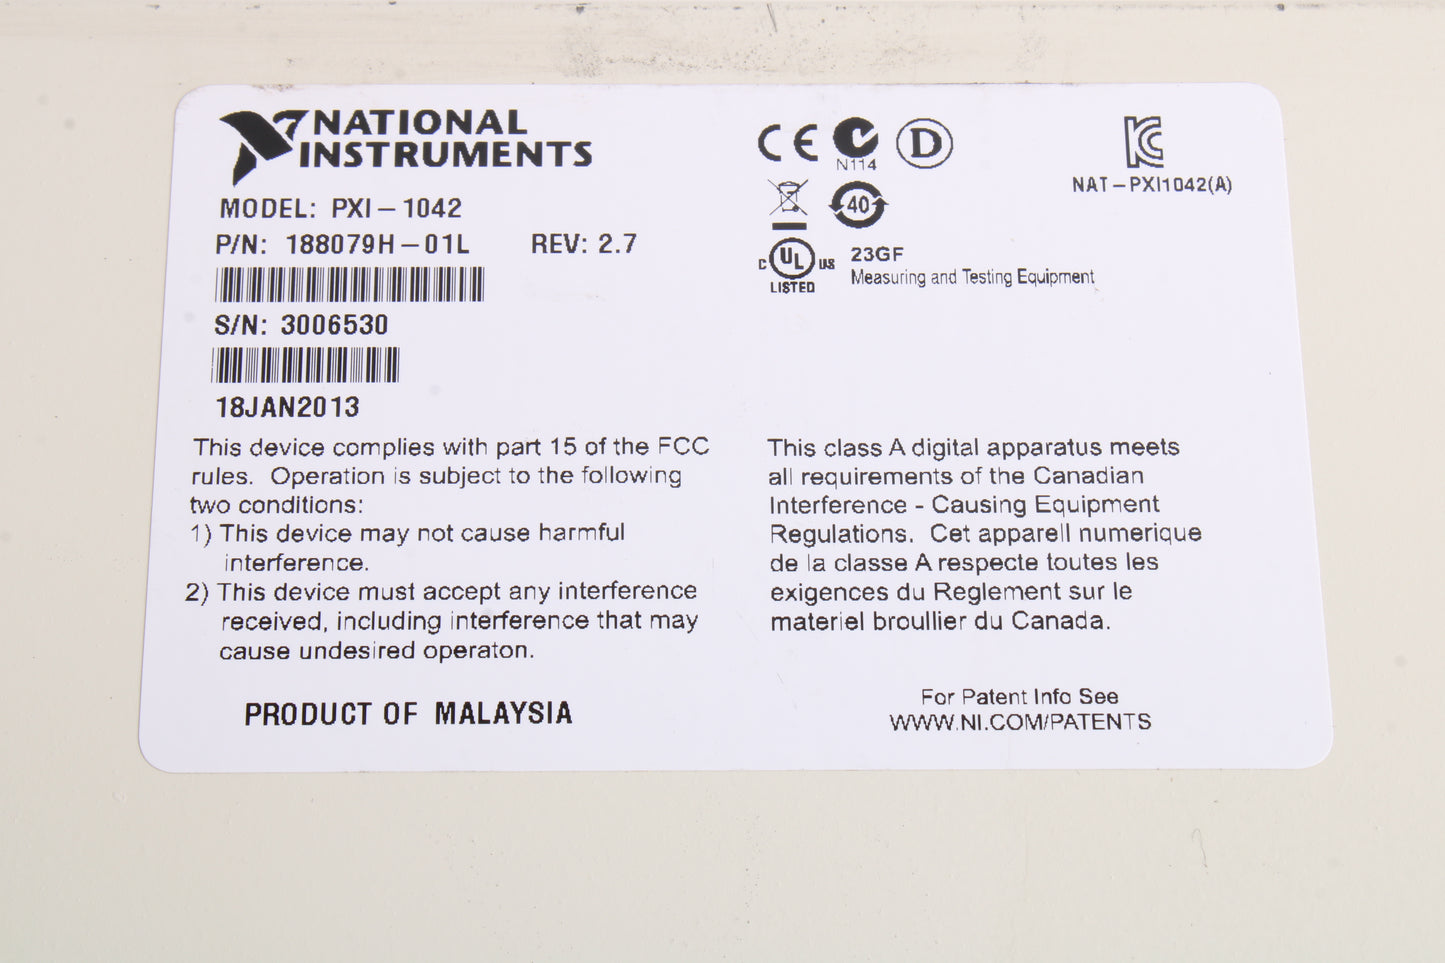 NATIONAL
INSTRUMENTS
MODEL: PXI-1042
P/N: 188079H-01L REV: 2.7
S/N: 3006530
18JAN2013
This device complies with part 15 of the FCC
rules. Operation is subject to the following
two conditions:
1) This device may not cause harmful
interference.
2) This device must accept any interference
received, including interference that may
cause undesired operaton.
PRODUCT OF MALAYSIA
CE
N114
D
40
C UL US
LISTED
23GF
Measuring and Testing Equipment
KC
NAT-PXI1042(A)
This class A digital apparatus meets
all requirements of the Canadian
Interference - Causing Equipment
Regulations. Cet apparell numerique
de la classe A respecte toutes les
exigences du Reglement sur le
materiel broullier du Canada.
For Patent Info See
WWW.NI.COM/PATENTS